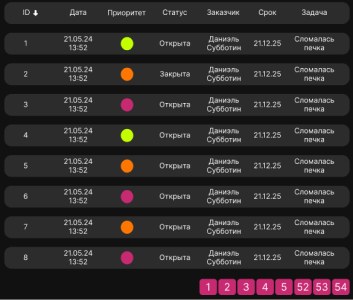 ID Дата Приоритет Статус Заказчик Срок Задача
1 21.05.24 13:52 Открыта Даниэль Субботин 21.12.25 Сломалась печка
2 21.05.24 13:52 Закрыта Даниэль Субботин 21.12.25 Сломалась печка
3 21.05.24 13:52 Открыта Даниэль Субботин 21.12.25 Сломалась печка
4 21.05.24 13:52 Открыта Даниэль Субботин 21.12.25 Сломалась печка
5 21.05.24 13:52 Открыта Даниэль Субботин 21.12.25 Сломалась печка
6 21.05.24 13:52 Открыта Даниэль Субботин 21.12.25 Сломалась печка
7 21.05.24 13:52 Открыта Даниэль Субботин 21.12.25 Сломалась печка
8 21.05.24 13:52 Открыта Даниэль Субботин 21.12.25 Сломалась печка
1 2 3 4 5 52 53 54